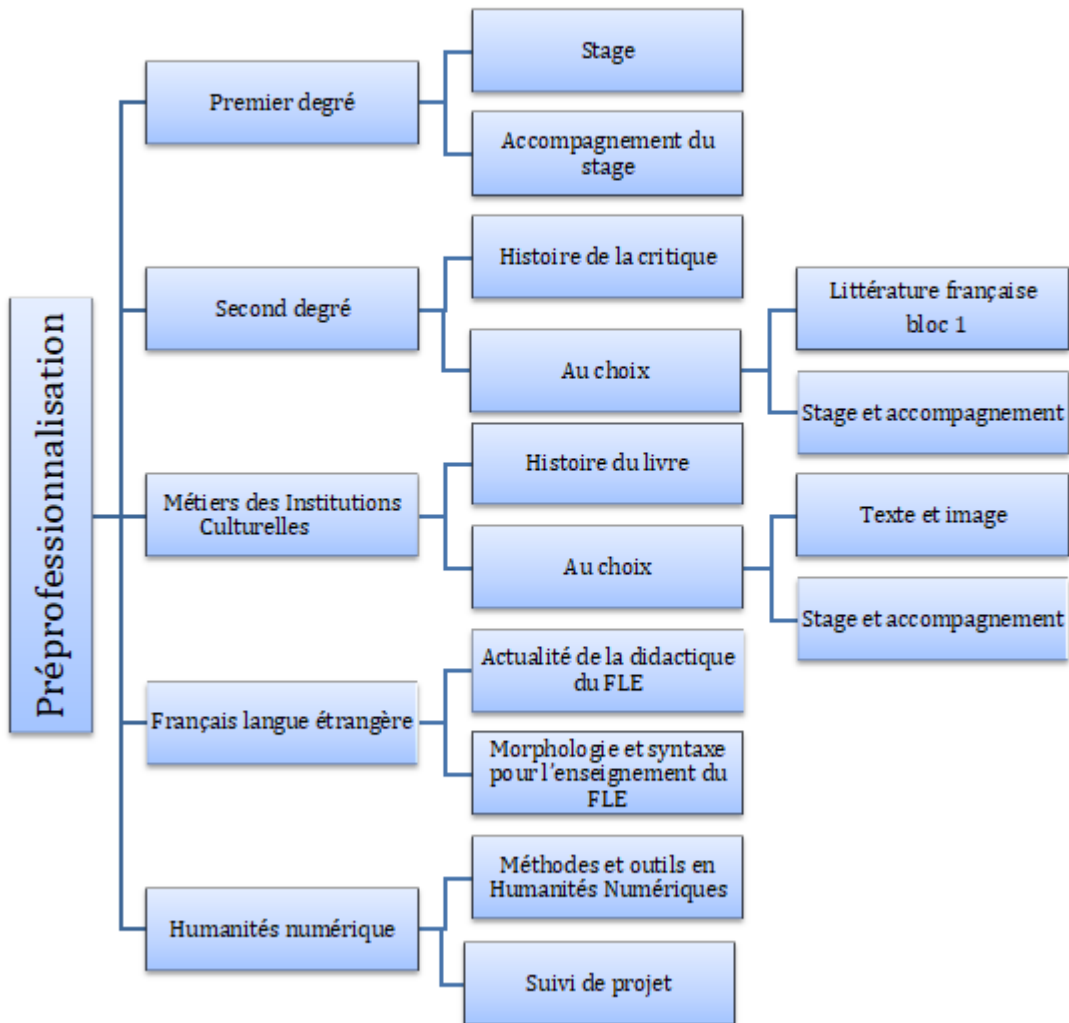 Préprofessionnalisation
Premier degré
Stage
Accompagnement du
stage
Second degré
Histoire de la critique
Au choix
Littérature française
bloc 1
Stage et accompagnement
Métiers des Institutions
Culturelles
Histoire du livre
Au choix
Texte et image
Stage et accompagnement
Français langue étrangère
Actualité de la didactique
du FLE
Morphologie et syntaxe
pour l'enseignement du
FLE
Humanités numérique
Méthodes et outils en
Humanités Numériques
Suivi de projet